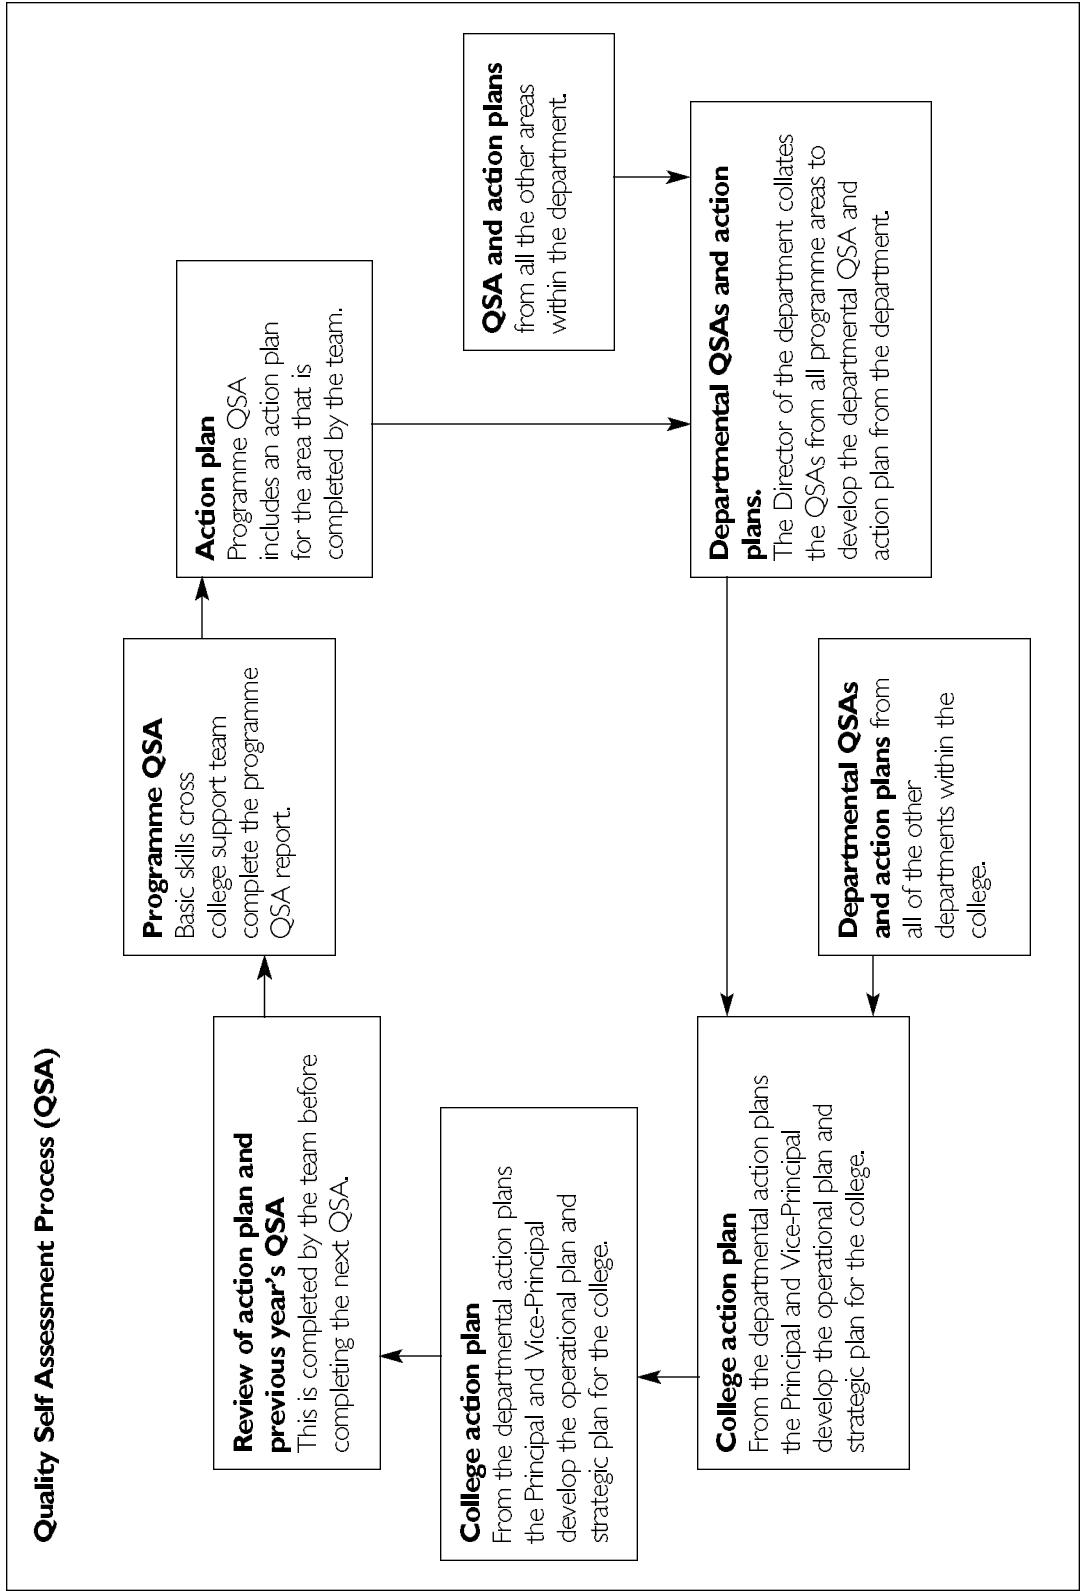 Quality Self Assessment Process (QSA)
Review of action plan and
previous year's QSA
This is completed by the team before
completing the next QSA.
Programme QSA
Basic skills cross
college support team
complete the programme
QSA report.
Action plan
Programme QSA
includes an action plan
for the area that is
completed by the team.
QSA and action plans
from all the other areas
within the department.
Departmental QSAs and action
plans.
The Director of the department collates
the QSAs from all programme areas to
develop the departmental QSA and
action plan from the department.
Departmental QSAs
and action plans from
all of the other
departments within the
college.
College action plan
From the departmental action plans
the Principal and Vice-Principal
develop the operational plan and
strategic plan for the college.
College action plan
From the departmental action plans
the Principal and Vice-Principal
develop the operational plan and
strategic plan for the college.